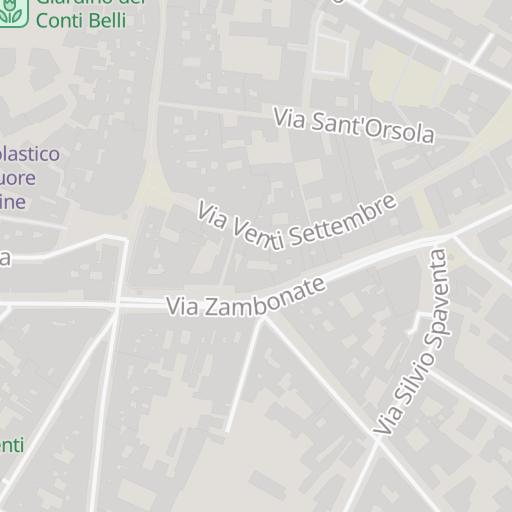 Giardino dei
Conti Belli
Via Sant'Orsola
olastico
uore
ine
Via Venti Settembre
a
Via Zambonate
Via Silvio Spaventa
enti